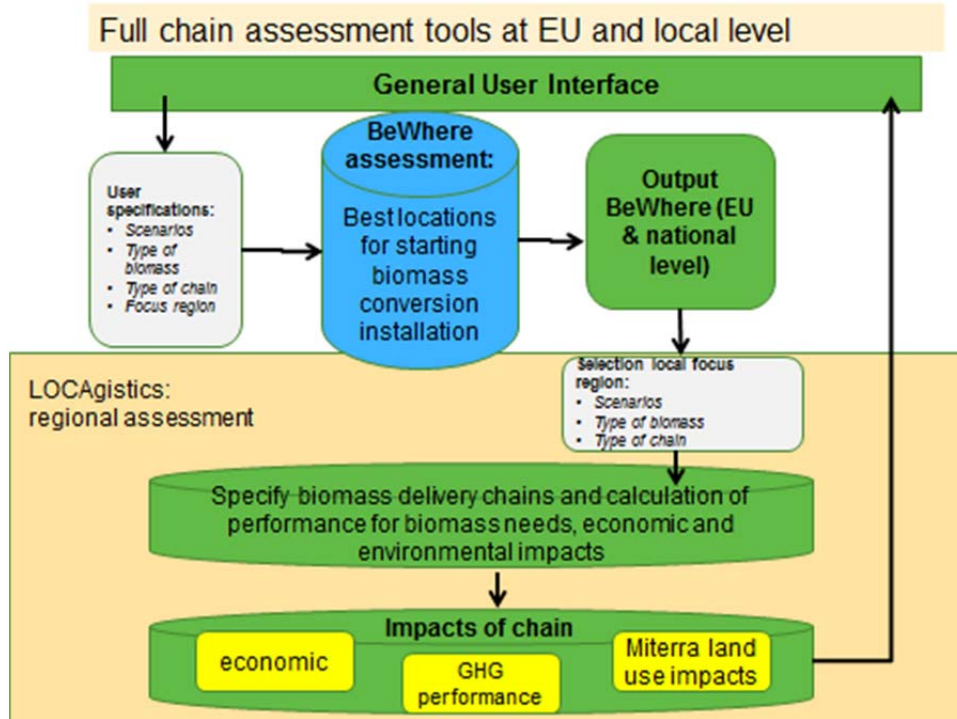 Full chain assessment tools at EU and local level
General User Interface
User
specifications:
• Scenarios
• Type of
biomass
• Type of chain
• Focus region
BeWhere
assessment:
Best locations
for starting
biomass
conversion
installation
Output
BeWhere (EU
& national
level)
LOCAgistics:
regional assessment
Selection local focus
region:
• Scenarios
• Type of biomass
• Type of chain
Specify biomass delivery chains and calculation of
performance for biomass needs, economic and
environmental impacts
Impacts of chain
economic
GHG
performance
Miterra land
use impacts